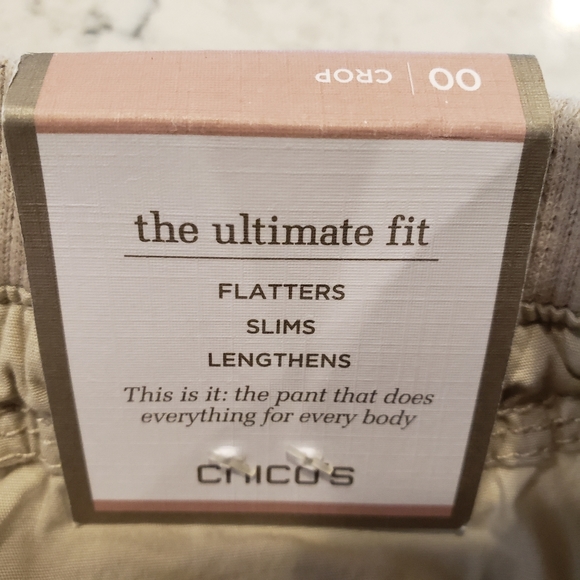 00 | CROP
the ultimate fit
FLATTERS
SLIMS
LENGTHENS
This is it: the pant that does
everything for every body
CHICO'S